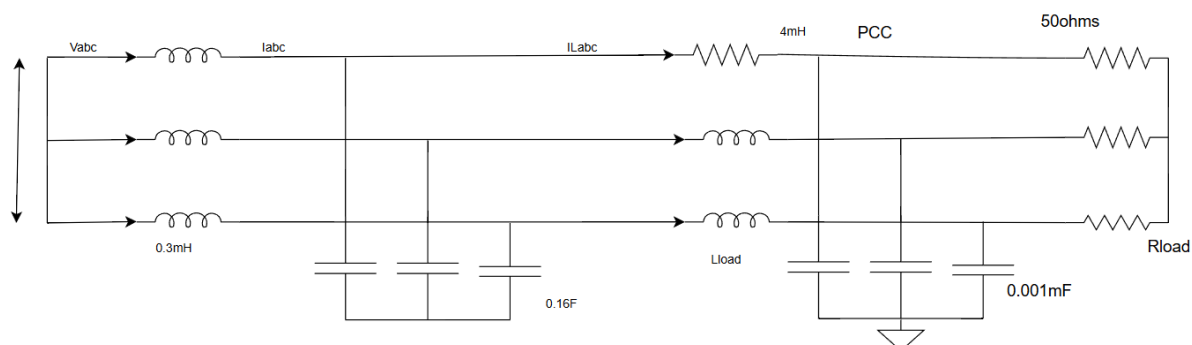 50ohms
Vabc
Iabc
ILabc
4mH
PCC
0.3mH
Lload
Rload
0.16F
0.001mF